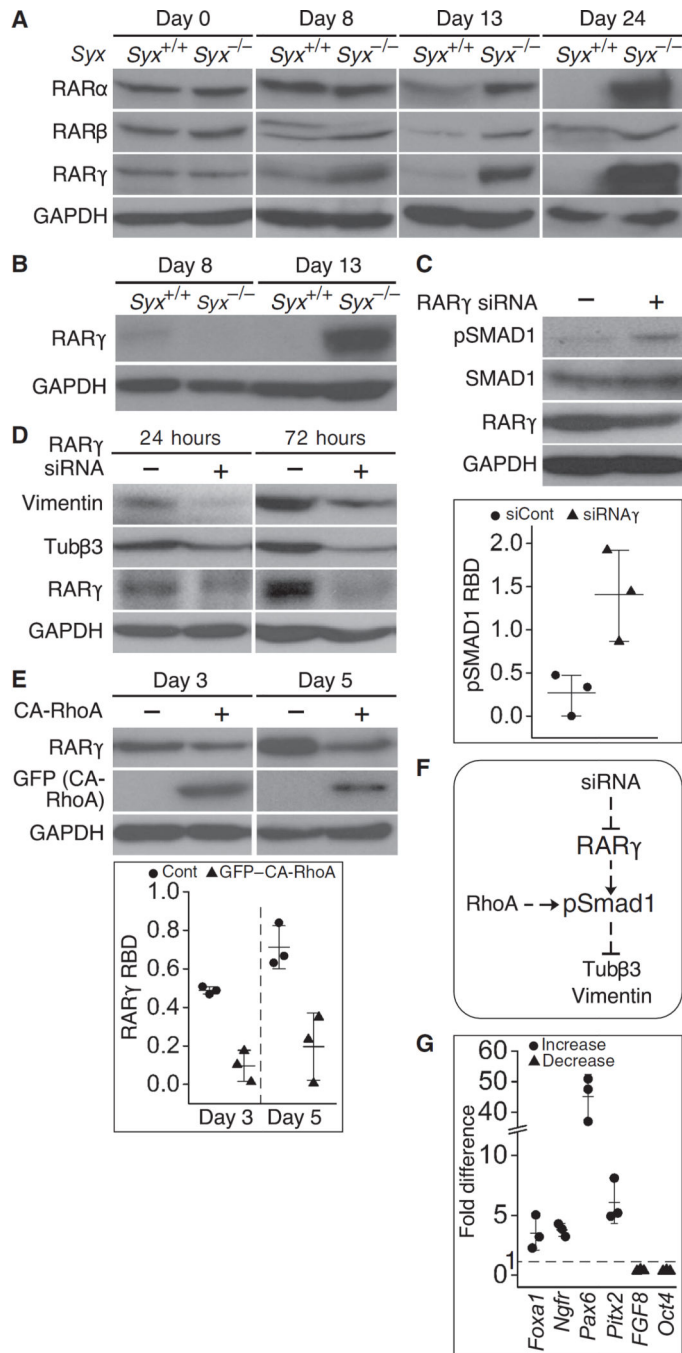 A
Day 0 Day 8 Day 13 Day 24
Syx Syx+/+ Syx−/− Syx+/+ Syx−/− Syx+/+ Syx−/− Syx+/+ Syx−/−
RARα
RARβ
RARγ
GAPDH
B
Day 8 Day 13
Syx+/+ Syx−/− Syx+/+ Syx−/−
RARγ
GAPDH
C
RARγ siRNA − +
pSMAD1
SMAD1
RARγ
GAPDH
siCont siRNAγ
pSMAD1 RBD
2.0
1.5
1.0
0.5
0.0
D
RARγ siRNA
24 hours 72 hours
− + − +
Vimentin
Tubβ3
RARγ
GAPDH
E
Day 3 Day 5
CA-RhoA − + − +
RARγ
GFP (CA-
RhoA)
GAPDH
Cont GFP–CA-RhoA
RARγ RBD
1.0
0.8
0.6
0.4
0.2
0.0
Day 3 Day 5
F
siRNA
RARγ
RhoA pSmad1
Tubβ3
Vimentin
G
Increase
Decrease
Fold difference
60
50
40
10
5
1
0
Foxa1 Ngfr Pax6 Pitx2 FGF8 Oct4